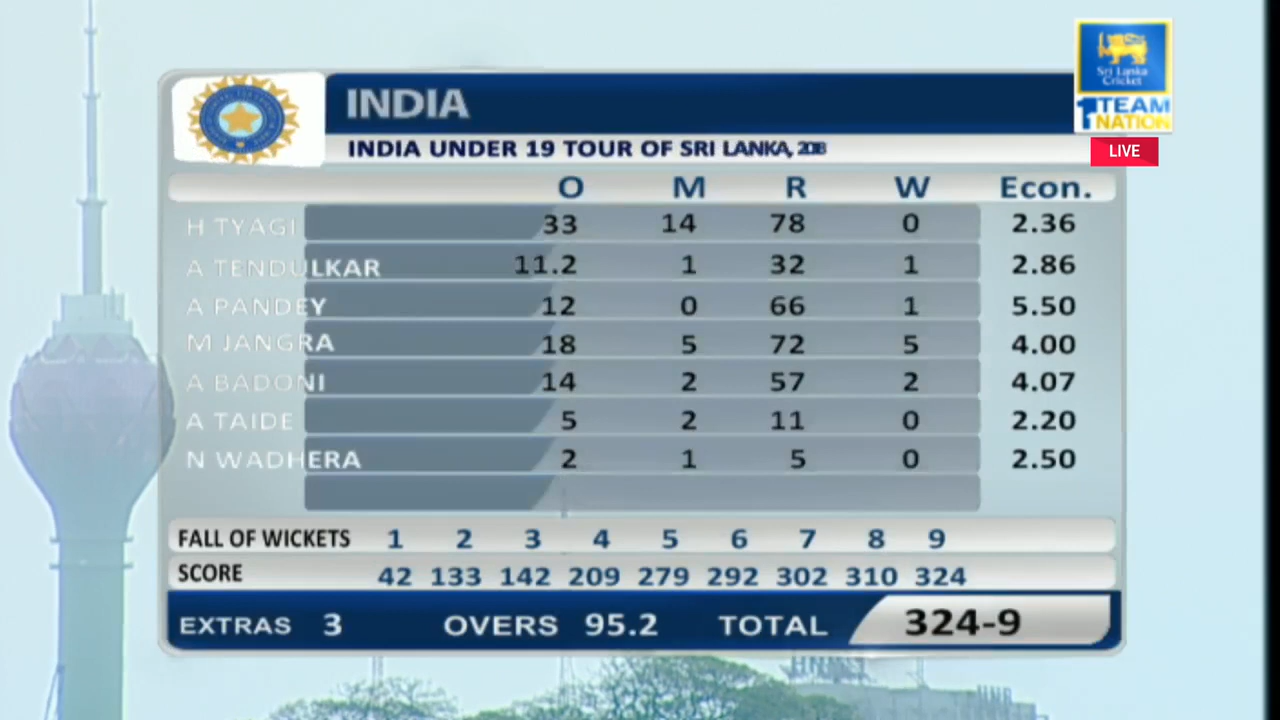 Sri Lanka
Cricket
1TEAM
NATION
LIVE
INDIA
INDIA UNDER 19 TOUR OF SRI LANKA, 2018
O M R W Econ.
H TYAGI 33 14 78 0 2.36
A TENDULKAR 11.2 1 32 1 2.86
A PANDEY 12 0 66 1 5.50
M JANGRA 18 5 72 5 4.00
A BADONI 14 2 57 2 4.07
A TAIDE 5 2 11 0 2.20
N WADHERA 2 1 5 0 2.50
FALL OF WICKETS 1 2 3 4 5 6 7 8 9
SCORE 42 133 142 209 279 292 302 310 324
EXTRAS 3 OVERS 95.2 TOTAL 324-9